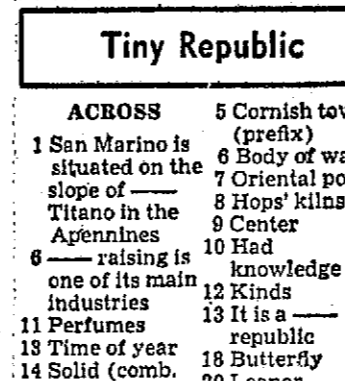 Tiny Republic
ACROSS
1 San Marino is
situated on the
slope of ——
Titano in the
Apennines
6 —— raising is
one of its main
industries
11 Perfumes
13 Time of year
14 Solid (comb.
5 Cornish
(prefix)
6 Body of
7 Oriental
8 Hops' kilns
9 Center
10 Had
knowledge
12 Kinds
13 It is a ——
republic
18 Butterfly